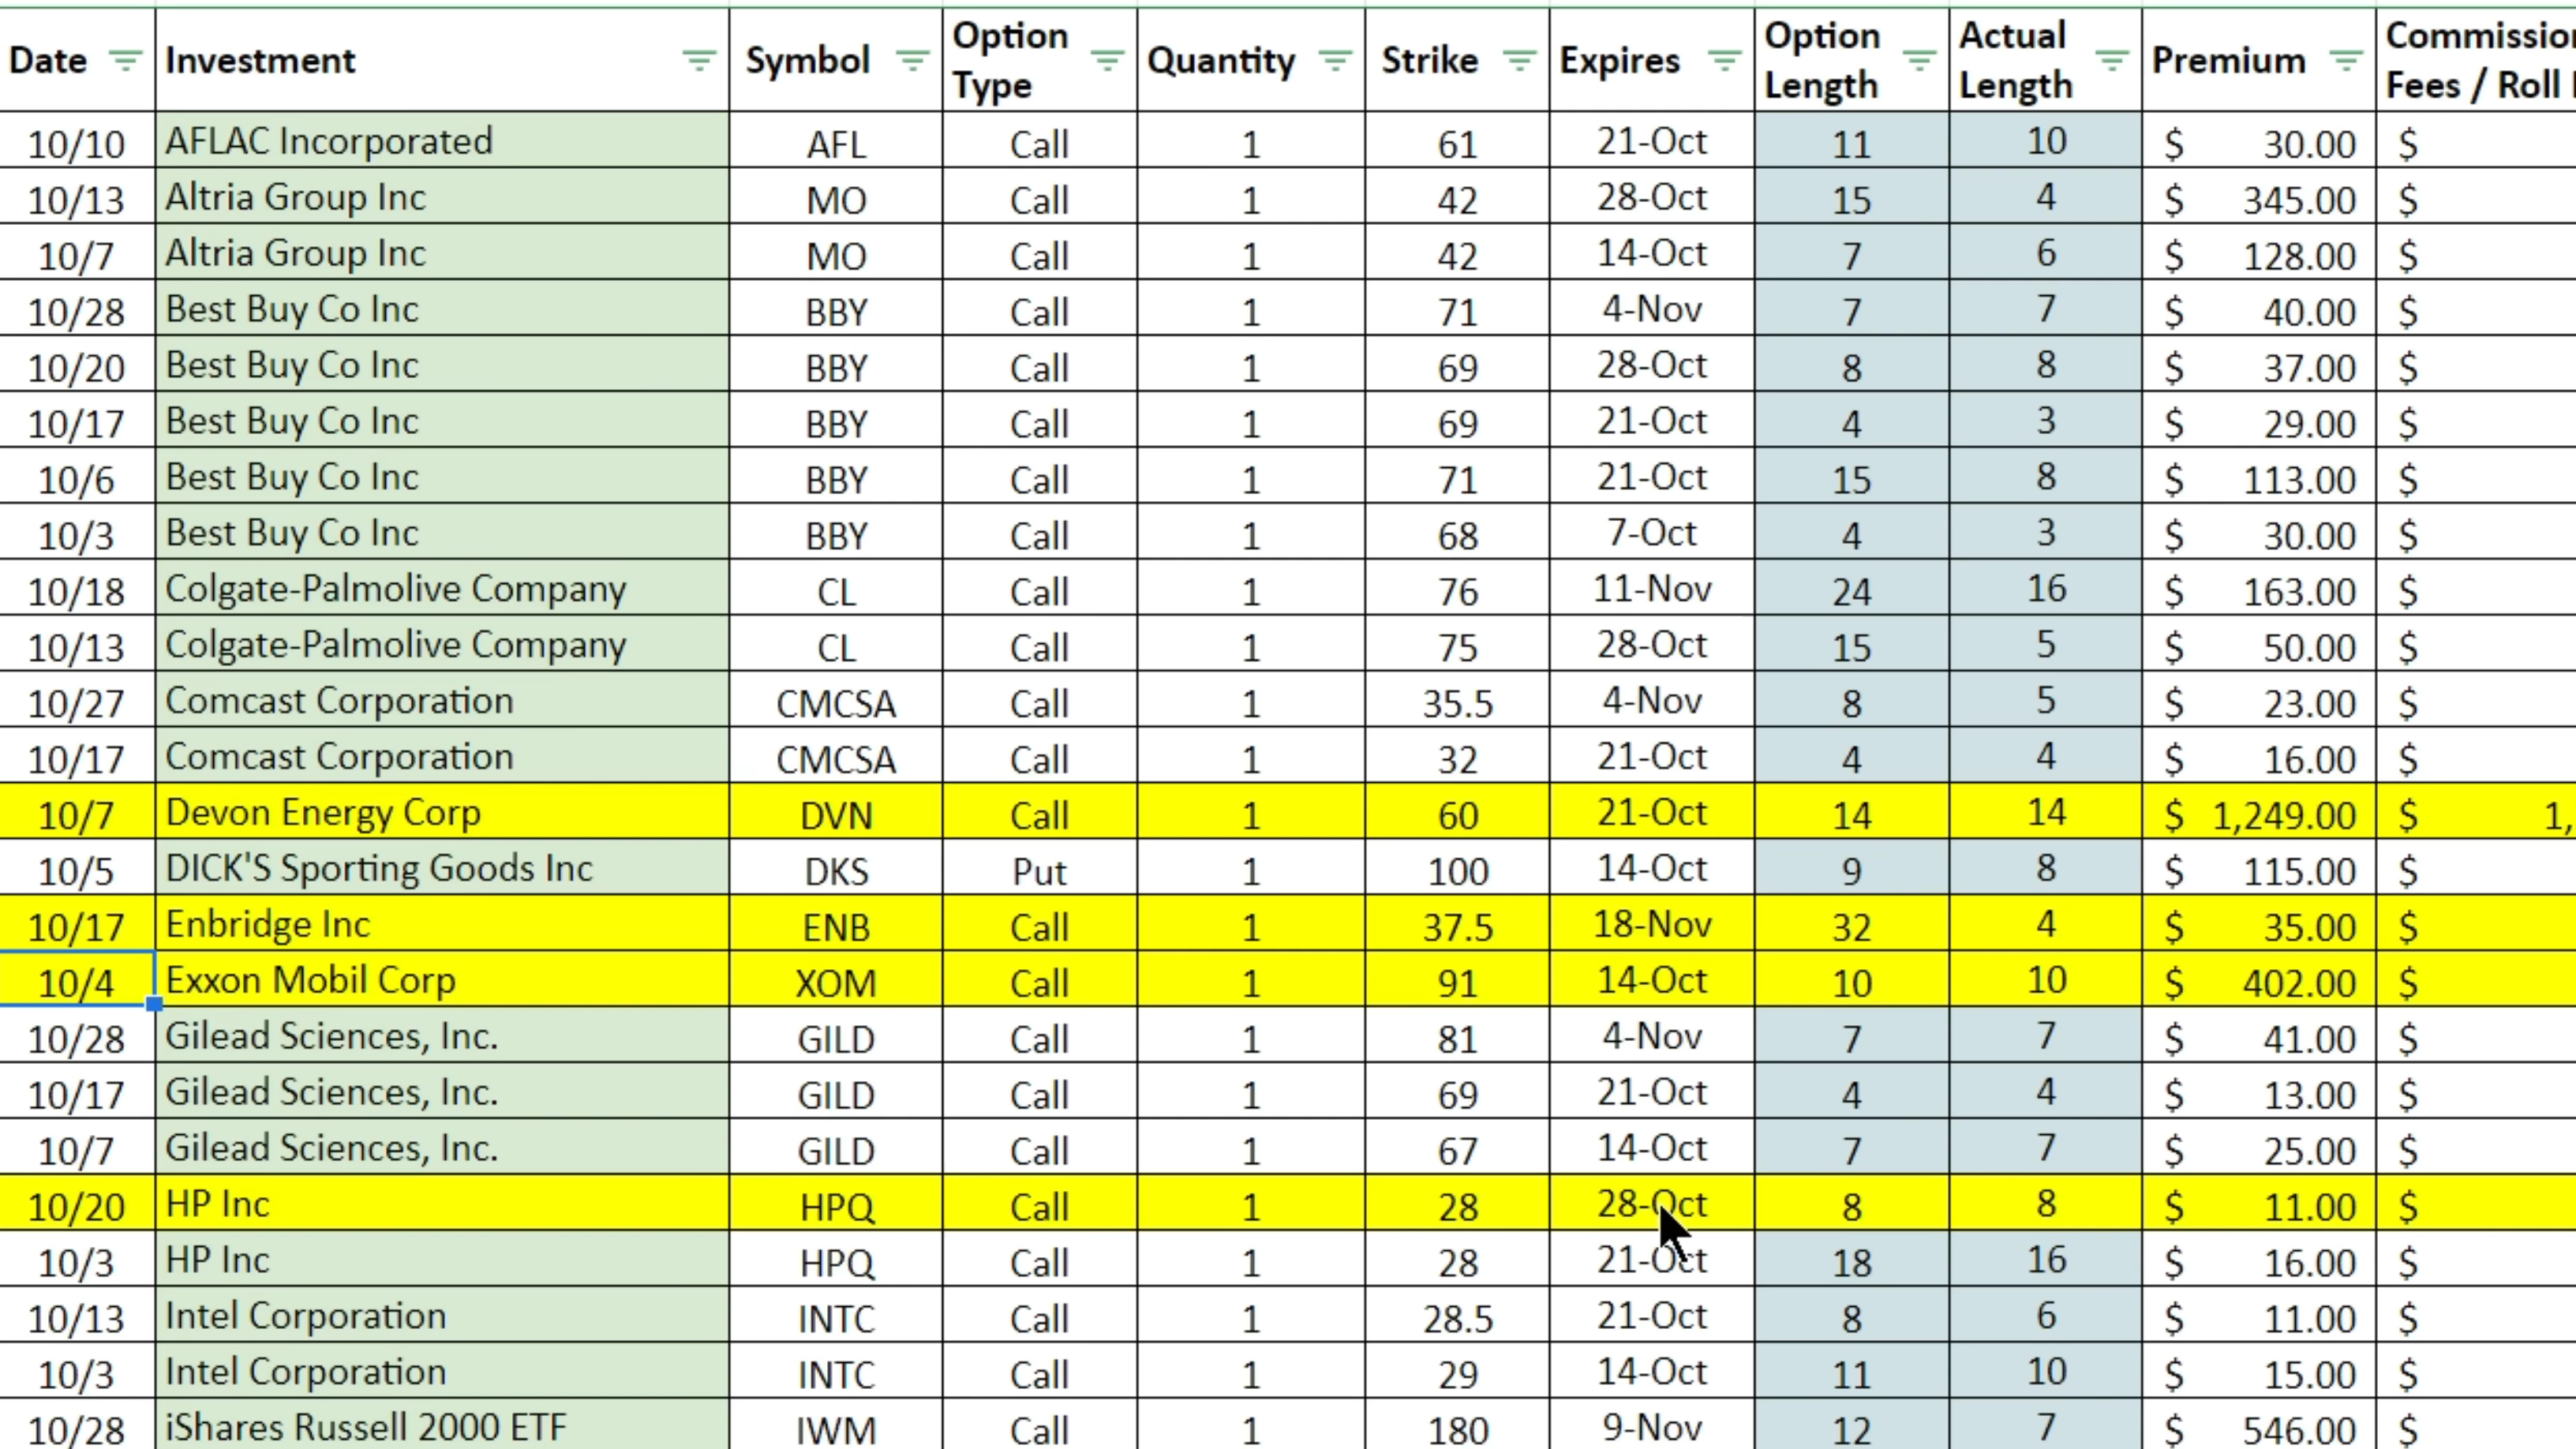 Date Investment Symbol Option Type Quantity Strike Expires Option Length Actual Length Premium Commission Fees / Roll
10/10 AFLAC Incorporated AFL Call 1 61 21-Oct 11 10 $ 30.00 $
10/13 Altria Group Inc MO Call 1 42 28-Oct 15 4 $ 345.00 $
10/7 Altria Group Inc MO Call 1 42 14-Oct 7 6 $ 128.00 $
10/28 Best Buy Co Inc BBY Call 1 71 4-Nov 7 7 $ 40.00 $
10/20 Best Buy Co Inc BBY Call 1 69 28-Oct 8 8 $ 37.00 $
10/17 Best Buy Co Inc BBY Call 1 69 21-Oct 4 3 $ 29.00 $
10/6 Best Buy Co Inc BBY Call 1 71 21-Oct 15 8 $ 113.00 $
10/3 Best Buy Co Inc BBY Call 1 68 7-Oct 4 3 $ 30.00 $
10/18 Colgate-Palmolive Company CL Call 1 76 11-Nov 24 16 $ 163.00 $
10/13 Colgate-Palmolive Company CL Call 1 75 28-Oct 15 5 $ 50.00 $
10/27 Comcast Corporation CMCSA Call 1 35.5 4-Nov 8 5 $ 23.00 $
10/17 Comcast Corporation CMCSA Call 1 32 21-Oct 4 4 $ 16.00 $
10/7 Devon Energy Corp DVN Call 1 60 21-Oct 14 14 $ 1,249.00 $ 1,
10/5 DICK'S Sporting Goods Inc DKS Put 1 100 14-Oct 9 8 $ 115.00 $
10/17 Enbridge Inc ENB Call 1 37.5 18-Nov 32 4 $ 35.00 $
10/4 Exxon Mobil Corp XOM Call 1 91 14-Oct 10 10 $ 402.00 $
10/28 Gilead Sciences, Inc. GILD Call 1 81 4-Nov 7 7 $ 41.00 $
10/17 Gilead Sciences, Inc. GILD Call 1 69 21-Oct 4 4 $ 13.00 $
10/7 Gilead Sciences, Inc. GILD Call 1 67 14-Oct 7 7 $ 25.00 $
10/20 HP Inc HPQ Call 1 28 28-Oct 8 8 $ 11.00 $
10/3 HP Inc HPQ Call 1 28 21-Oct 18 16 $ 16.00 $
10/13 Intel Corporation INTC Call 1 28.5 21-Oct 8 6 $ 11.00 $
10/3 Intel Corporation INTC Call 1 29 14-Oct 11 10 $ 15.00 $
10/28 iShares Russell 2000 ETF IWM Call 1 180 9-Nov 12 7 $ 546.00 $